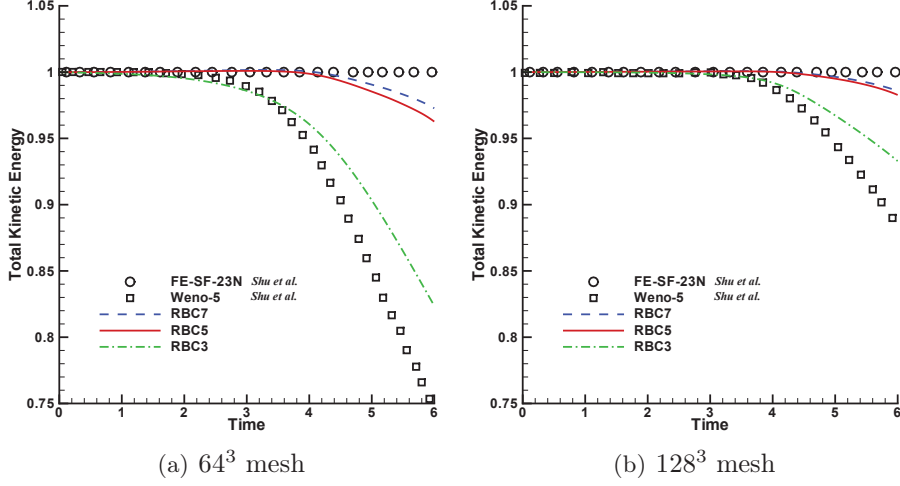 1.05
1
0.95
0.9
0.85
0.8
0.75
Total Kinetic Energy
FE-SF-23N Shu et al.
Weno-5 Shu et al.
RBC7
RBC5
RBC3
0 1 2 3 4 5 6
Time
(a) 64³ mesh
1.05
1
0.95
0.9
0.85
0.8
0.75
Total Kinetic Energy
FE-SF-23N Shu et al.
Weno-5 Shu et al.
RBC7
RBC5
RBC3
0 1 2 3 4 5 6
Time
(b) 128³ mesh